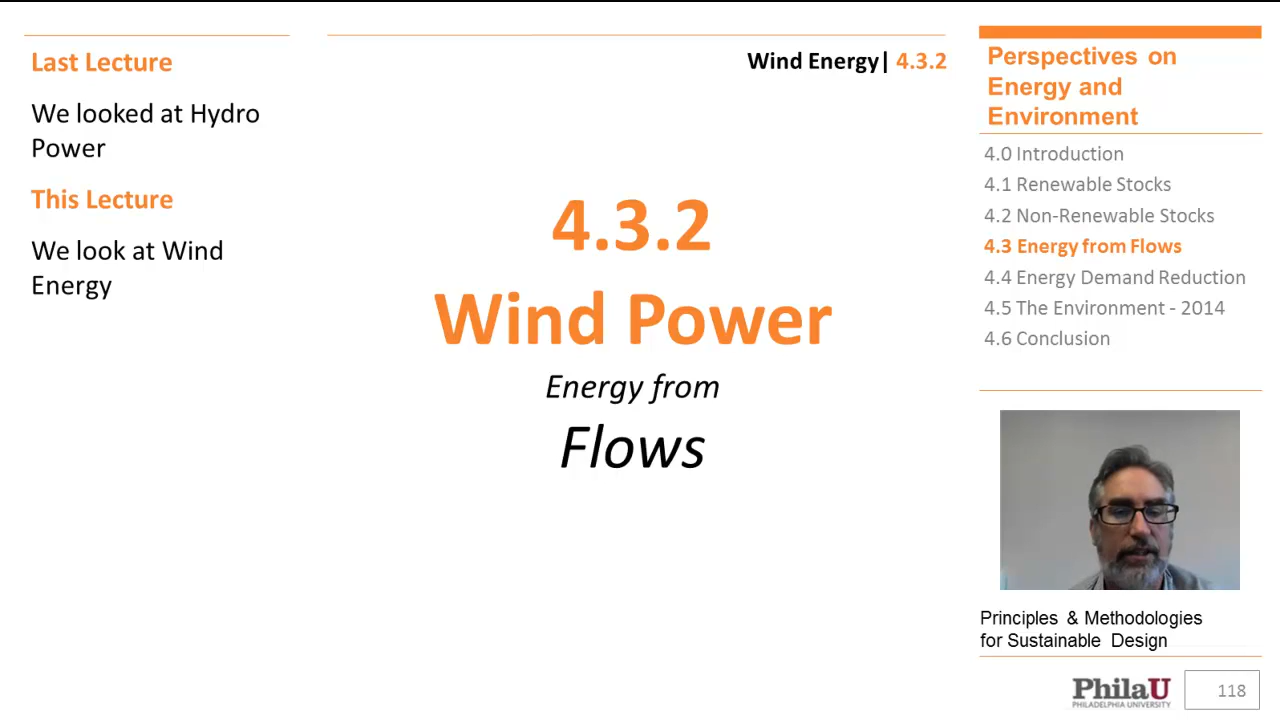 Last Lecture
We looked at Hydro
Power
This Lecture
We look at Wind
Energy
Wind Energy| 4.3.2
4.3.2
Wind Power
Energy from
Flows
Perspectives on
Energy and
Environment
4.0 Introduction
4.1 Renewable Stocks
4.2 Non-Renewable Stocks
4.3 Energy from Flows
4.4 Energy Demand Reduction
4.5 The Environment - 2014
4.6 Conclusion
Principles & Methodologies
for Sustainable Design
PhilaU
PHILADELPHIA UNIVERSITY
118